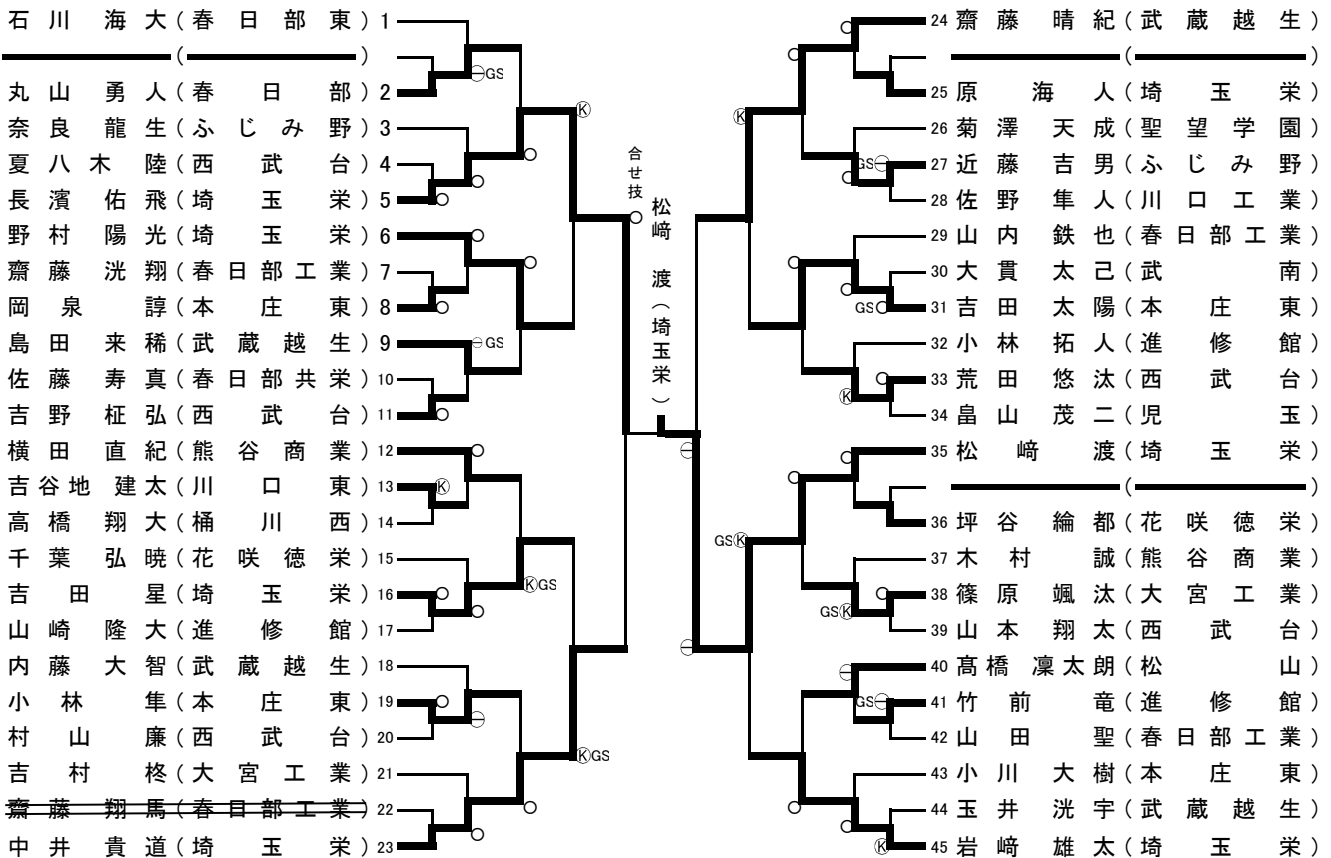 石川 海大(春日部東)1
丸山 勇人(春日部)2
奈良 龍生(ふじみ野)3
夏八木 陸(西武台)4
長濱 佑飛(埼玉栄)5
野村 陽光(埼玉栄)6
齋藤 洸翔(春日部工業)7
岡泉 諄(本庄東)8
島田 来稀(武蔵越生)9
佐藤 寿真(春日部共栄)10
吉野 柾弘(西武台)11
横田 直紀(熊谷商業)12
吉谷地 建太(川口東)13
高橋 翔大(桶川西)14
千葉 弘暁(花咲徳栄)15
吉田 星(埼玉栄)16
山崎 隆大(進修館)17
内藤 大智(武蔵越生)18
小林 隼(本庄東)19
村山 廉(西武台)20
吉村 柊(大宮工業)21
齋藤 翔馬(春日部工業)22
中井 貴道(埼玉栄)23
GS
Ⓚ
GS
ⓀGS
ⓀGS
Ⓚ
合せ技
松﨑 渡(埼玉栄)
Ⓚ
GS
GS
Ⓚ
GSⓀ
GSⓀ
GS
Ⓚ
24 齋藤 晴紀(武蔵越生)
25 原 海人(埼玉栄)
26 菊澤 天成(聖望学園)
27 近藤 吉男(ふじみ野)
28 佐野 隼人(川口工業)
29 山内 鉄也(春日部工業)
30 大貫 太己(武南)
31 吉田 太陽(本庄東)
32 小林 拓人(進修館)
33 荒田 悠汰(西武台)
34 畠山 茂二(児玉)
35 松﨑 渡(埼玉栄)
36 坪谷 綸都(花咲徳栄)
37 木村 誠(熊谷商業)
38 篠原 颯汰(大宮工業)
39 山本 翔太(西武台)
40 髙橋 凜太朗(松山)
41 竹前 竜(進修館)
42 山田 聖(春日部工業)
43 小川 大樹(本庄東)
44 玉井 洸宇(武蔵越生)
45 岩﨑 雄太(埼玉栄)